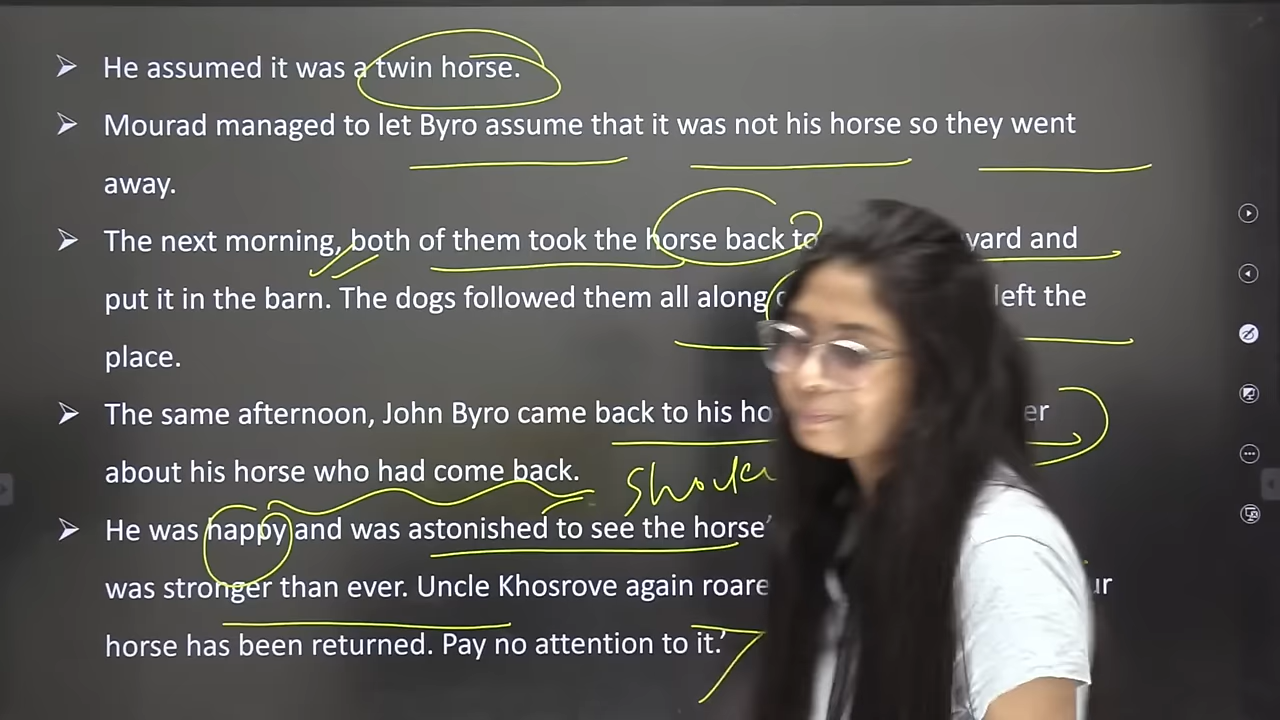 He assumed it was a twin horse.
Mourad managed to let Byro assume that it was not his horse so they went
away.
The next morning, both of them took the horse back to yard and
put it in the barn. The dogs followed them all along left the
place.
The same afternoon, John Byro came back to his
about his horse who had come back.
He was happy and was astonished to see the horse'
was stronger than ever. Uncle Khosrove again
horse has been returned. Pay no attention to it.'